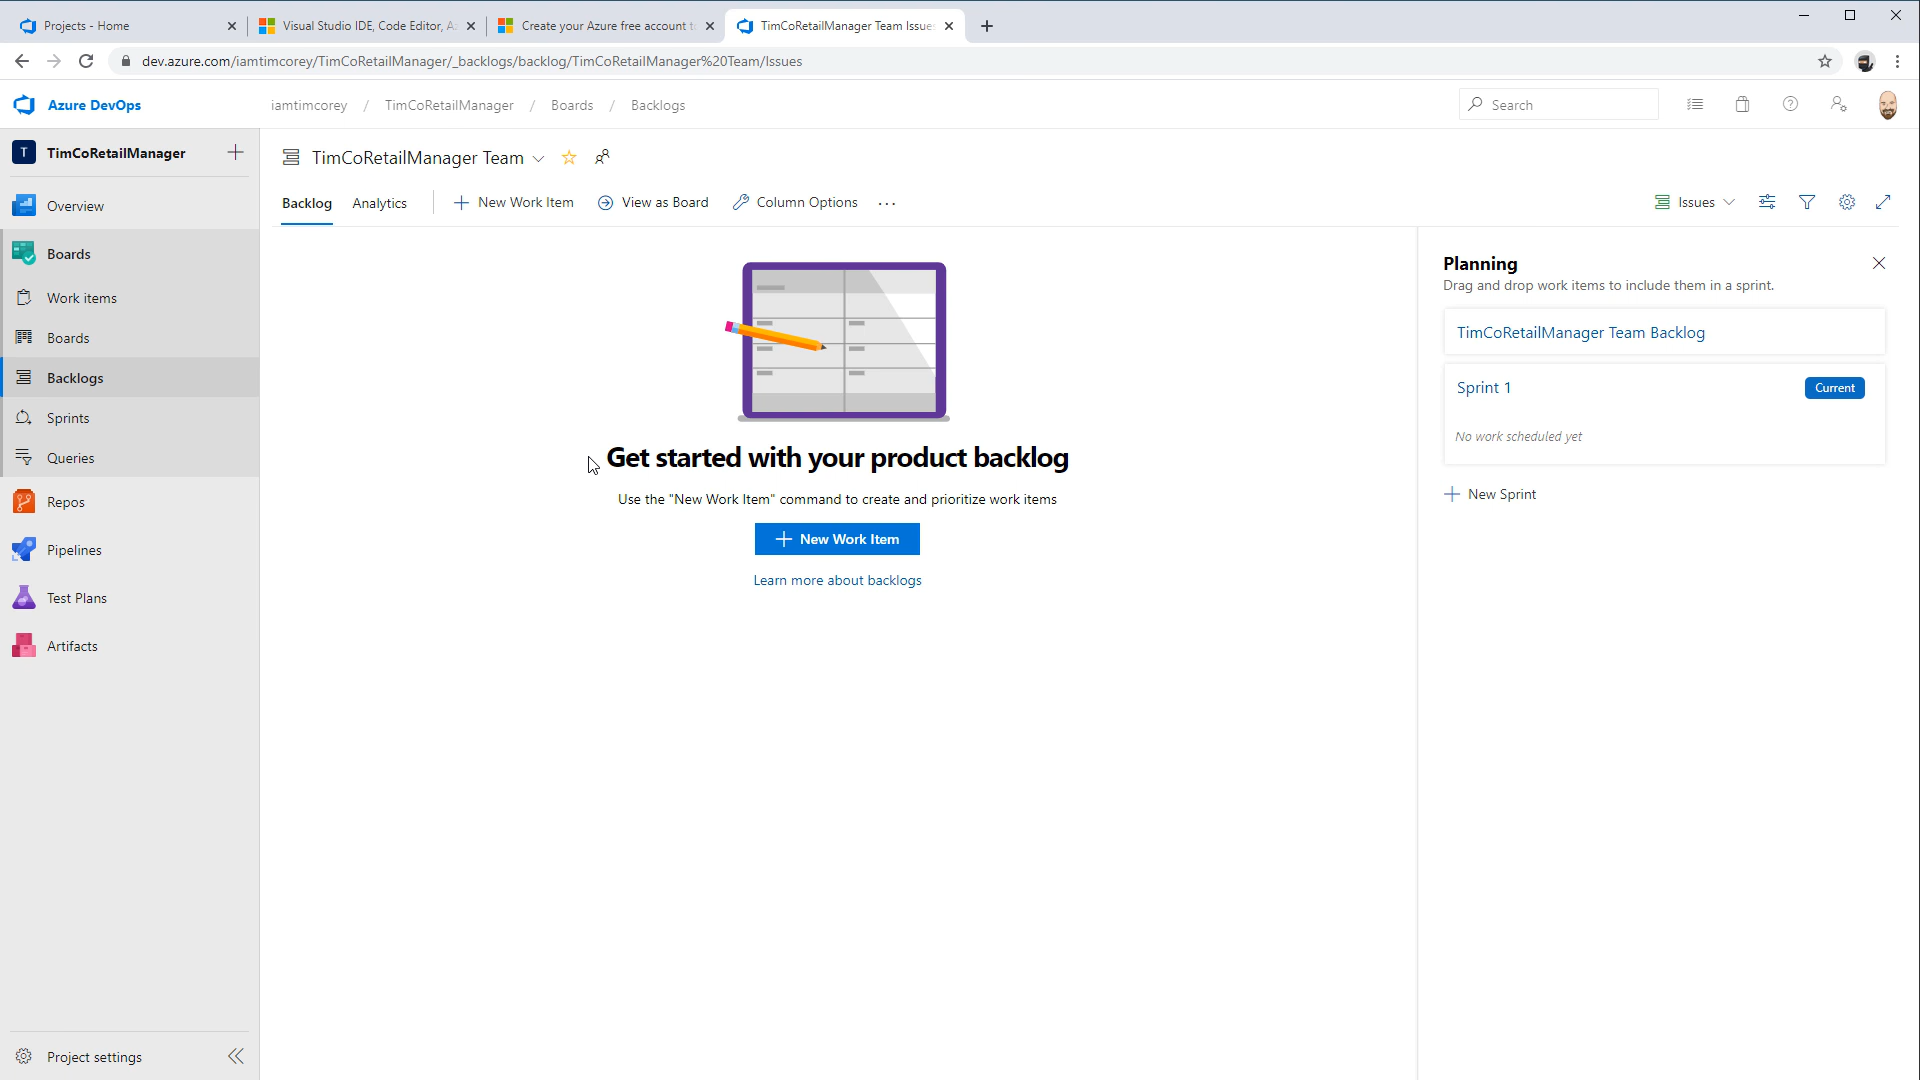 Projects - Home
Visual Studio IDE, Code Editor, A
Create your Azure free account t
TimCoRetailManager Team Issues
dev.azure.com/iamtimcorey/TimCoRetailManager/_backlogs/backlog/TimCoRetailManager%20Team/Issues
Azure DevOps
iamtimcorey / TimCoRetailManager / Boards / Backlogs
Search
T TimCoRetailManager
TimCoRetailManager Team
Backlog
Analytics
New Work Item
View as Board
Column Options
Issues
Overview
Boards
Work items
Boards
Backlogs
Sprints
Queries
Repos
Pipelines
Test Plans
Artifacts
Project settings
Get started with your product backlog
Use the "New Work Item" command to create and prioritize work items
New Work Item
Learn more about backlogs
Planning
Drag and drop work items to include them in a sprint.
TimCoRetailManager Team Backlog
Sprint 1
Current
No work scheduled yet
New Sprint